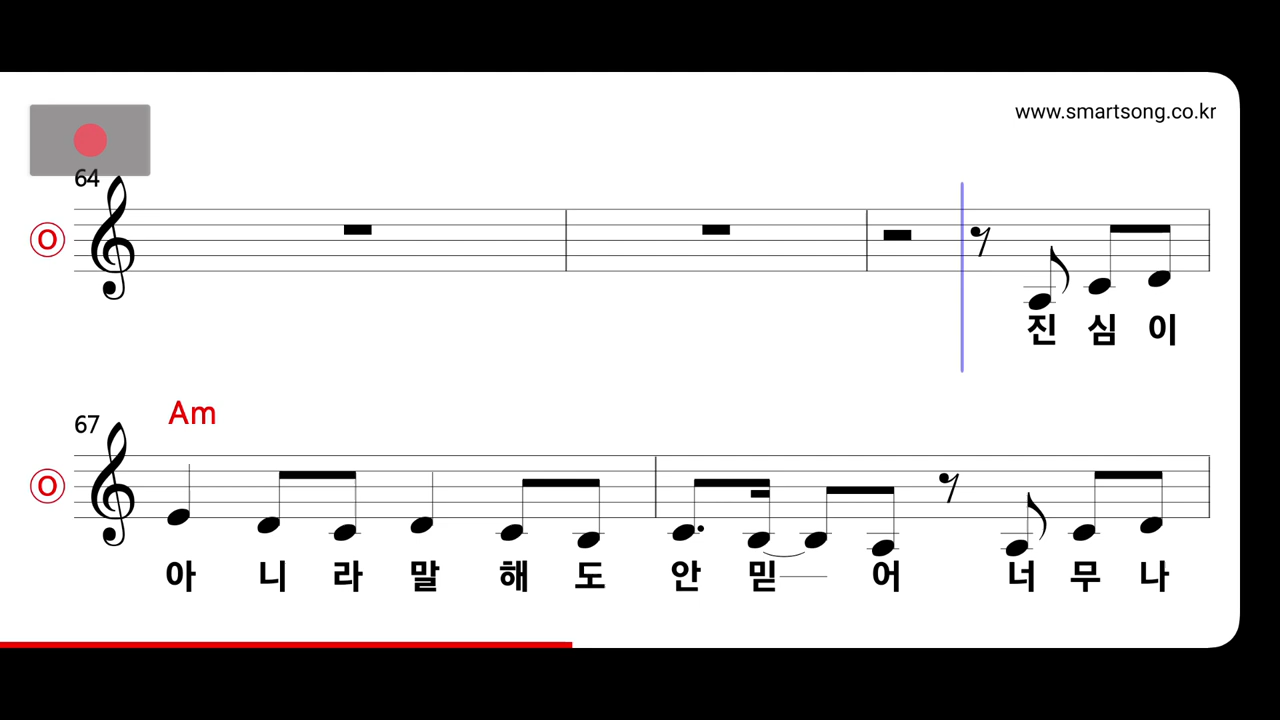 www.smartsong.co.kr
64
O
진 심 이
Am
67
O
아 니 라 말 해 도 안 믿 어 너 무 나